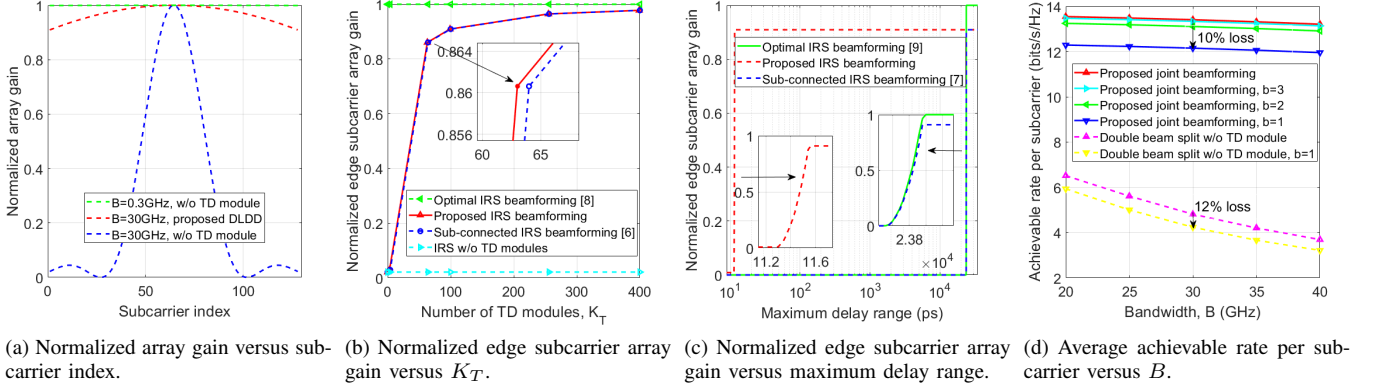 1
0.8
0.6
0.4
0.2
0
0
50
100
Normalized array gain
Subcarrier index
B=0.3GHz, w/o TD module
B=30GHz, proposed DLDD
B=30GHz, w/o TD module
(a) Normalized array gain versus sub-
carrier index.
1
0.8
0.6
0.4
0.2
0
0
100
200
300
400
Normalized edge subcarrier array gain
Number of TD modules, K_T
0.864
0.86
0.856
60
65
Optimal IRS beamforming [8]
Proposed IRS beamforming
Sub-connected IRS beamforming [6]
IRS w/o TD modules
(b) Normalized edge subcarrier array
gain versus K_T.
1
0.8
0.6
0.4
0.2
0
10^1
10^2
10^3
10^4
Normalized edge subcarrier array gain
Maximum delay range (ps)
Optimal IRS beamforming [9]
Proposed IRS beamforming
Sub-connected IRS beamforming [7]
1
0.5
0
11.2
11.6
1
0.5
0
2.38
×10^4
(c) Normalized edge subcarrier array
gain versus maximum delay range.
14
12
10
8
6
4
2
20
25
30
35
40
Achievable rate per subcarrier (bits/s/Hz)
Bandwidth, B (GHz)
10% loss
Proposed joint beamforming
Proposed joint beamforming, b=3
Proposed joint beamforming, b=2
Proposed joint beamforming, b=1
Double beam split w/o TD module
Double beam split w/o TD module, b=1
12% loss
(d) Average achievable rate per sub-
carrier versus B.